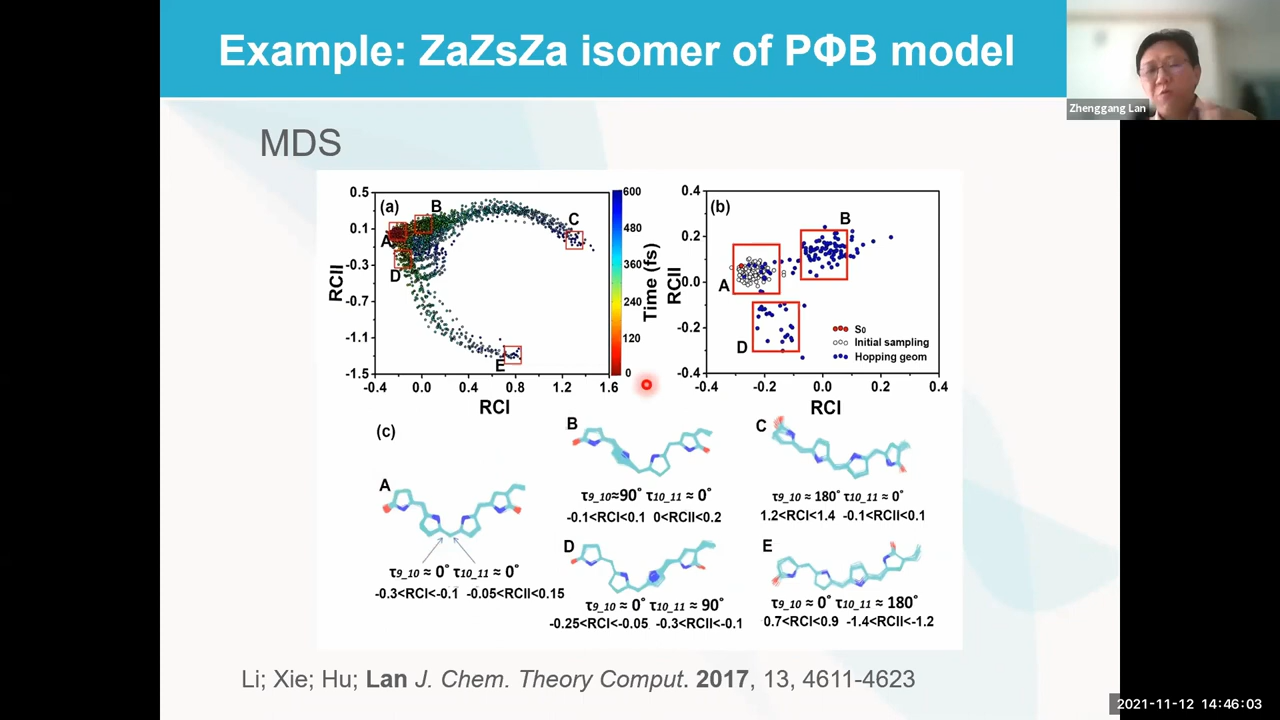 Example: ZaZsZa isomer of PΦB model
Zhenggang Lan
MDS
(a)
0.5
0.1
-0.3
-0.7
-1.1
-1.5
RCII
-0.4 0.0 0.4 0.8 1.2 1.6
RCI
A
B
C
D
E
600
480
360
240
120
0
Time (fs)
(b)
0.4
0.2
0.0
-0.2
-0.4
RCII
-0.4 -0.2 0.0 0.2 0.4
RCI
A
B
D
S0
Initial sampling
Hopping geom
(c)
A
τ9_10 ≈ 0° τ10_11 ≈ 0°
-0.3<RCI<-0.1 -0.05<RCII<0.15
B
τ9_10≈90° τ10_11 ≈ 0°
-0.1<RCI<0.1 0<RCII<0.2
C
τ9_10 ≈ 180° τ10_11 ≈ 0°
1.2<RCI<1.4 -0.1<RCII<0.1
D
τ9_10 ≈ 0° τ10_11 ≈ 90°
-0.25<RCI<-0.05 -0.3<RCII<-0.1
E
τ9_10 ≈ 0° τ10_11 ≈ 180°
0.7<RCI<0.9 -1.4<RCII<-1.2
Li; Xie; Hu; Lan J. Chem. Theory Comput. 2017, 13, 4611-4623
2021-11-12 14:46:03